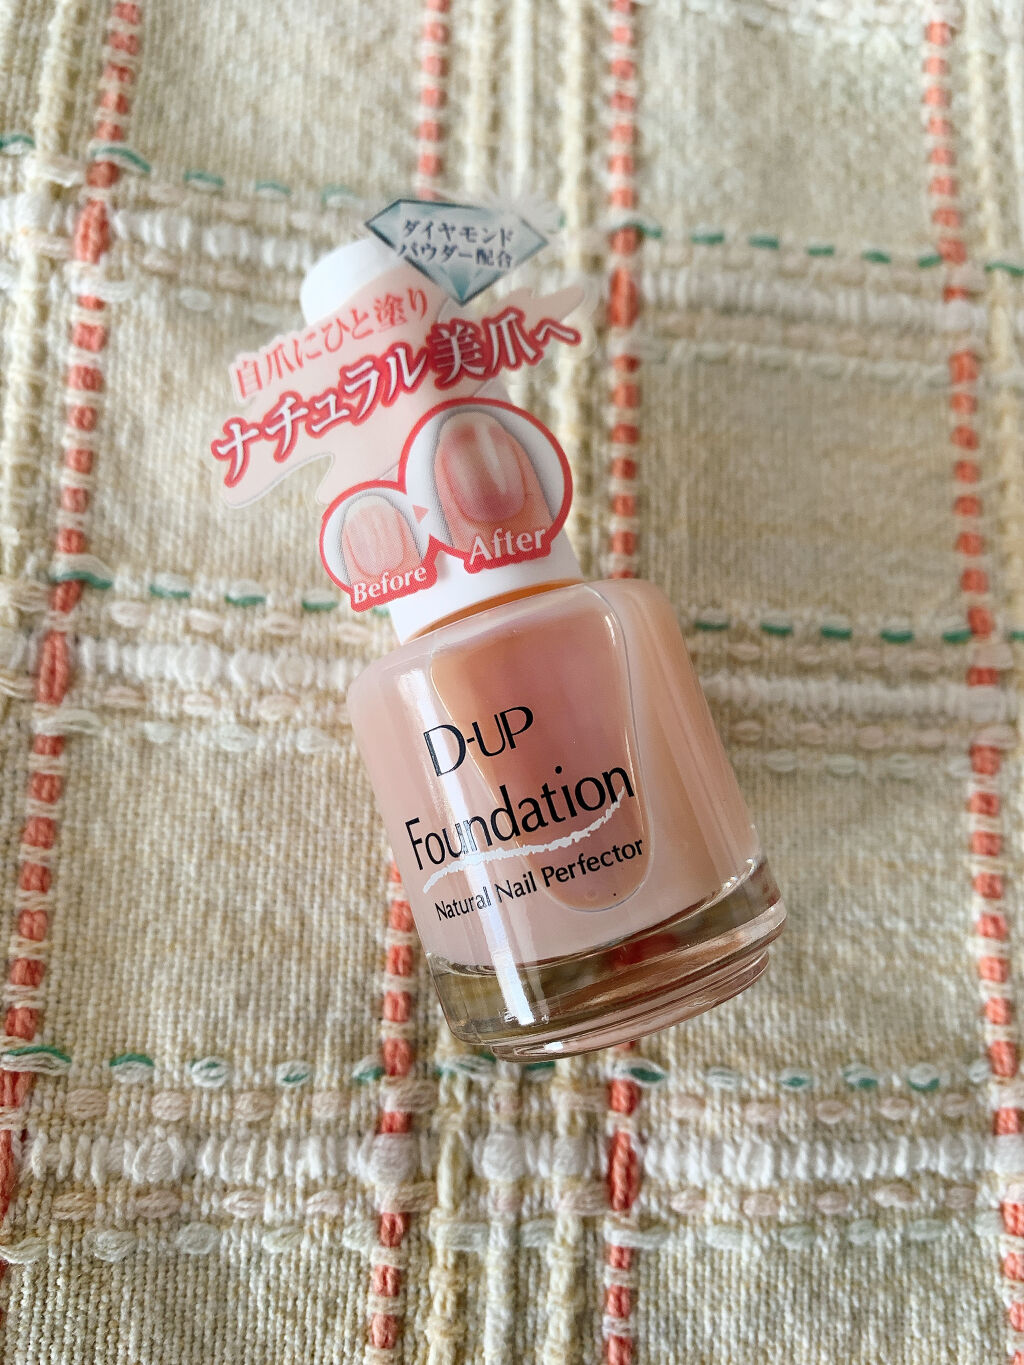 ダイヤモンド
パウダー配合
自爪にひと塗り
ナチュラル美爪へ
Before
After
D-UP
Foundation
Natural Nail Perfector